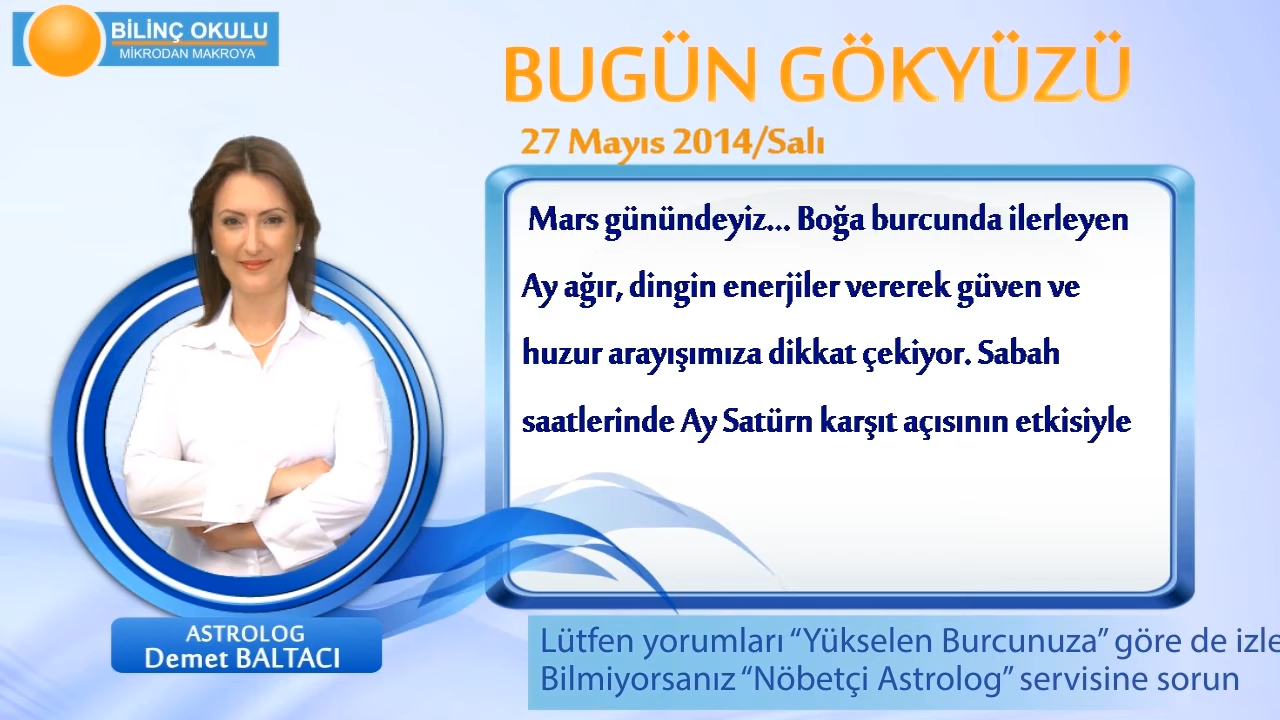 BİLİNÇ OKULU
MİKRODAN MAKROYA
BUGÜN GÖKYÜZÜ
27 Mayıs 2014/Salı
Mars günündeyiz... Boğa burcunda ilerleyen
Ay ağır, dingin enerjiler vererek güven ve
huzur arayışımıza dikkat çekiyor. Sabah
saatlerinde Ay Satürn karşıt açısının etkisiyle
ASTROLOG
Demet BALTACI
Lütfen yorumları “Yükselen Burcunuza” göre de izle
Bilmiyorsanız “Nöbetçi Astrolog” servisine sorun